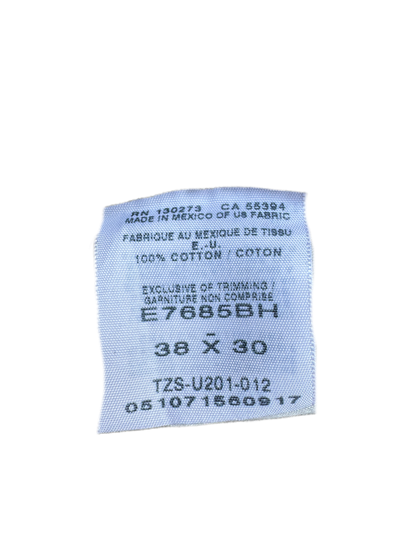 RN 130273 CA 55394
MADE IN MEXICO OF US FABRIC
FABRIQUE AU MEXIQUE DE TISSU
E.-U.
100% COTTON / COTON
EXCLUSIVE OF TRIMMING /
GARNITURE NON COMPRISE
E7685BH
-
38 X 30
TZS-U201-012
051071560917